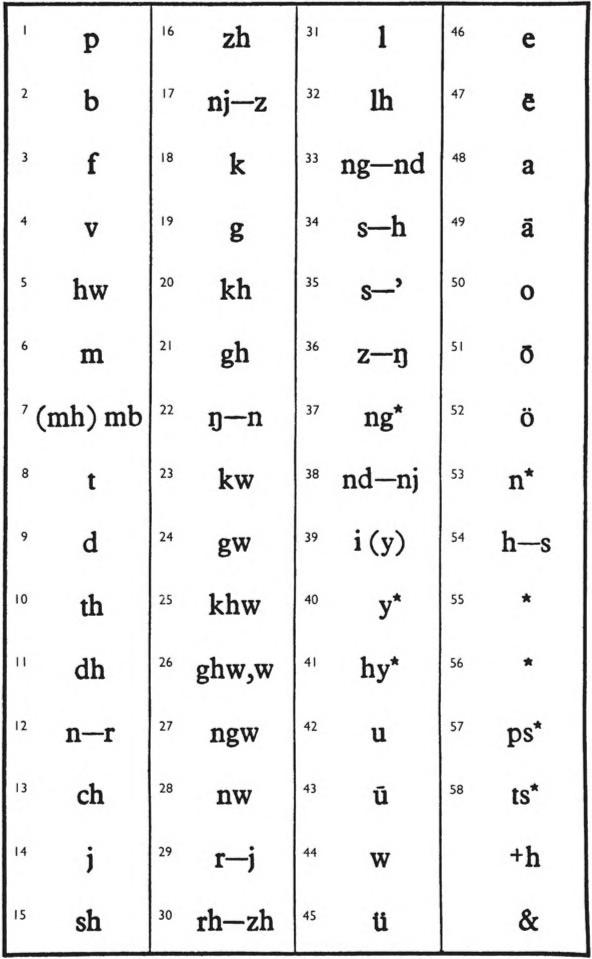 1 p
2 b
3 f
4 v
5 hw
6 m
7 (mh) mb
8 t
9 d
10 th
11 dh
12 n—r
13 ch
14 j
15 sh
16 zh
17 nj—z
18 k
19 g
20 kh
21 gh
22 ŋ—n
23 kw
24 gw
25 khw
26 ghw,w
27 ngw
28 nw
29 r—j
30 rh—zh
31 l
32 lh
33 ng—nd
34 s—h
35 s—’
36 z—ŋ
37 ng*
38 nd—nj
39 i (y)
40 y*
41 hy*
42 u
43 ū
44 w
45 ü
46 e
47 ē
48 a
49 ā
50 o
51 ō
52 ö
53 n*
54 h—s
55 *
56 *
57 ps*
58 ts*
+h
&